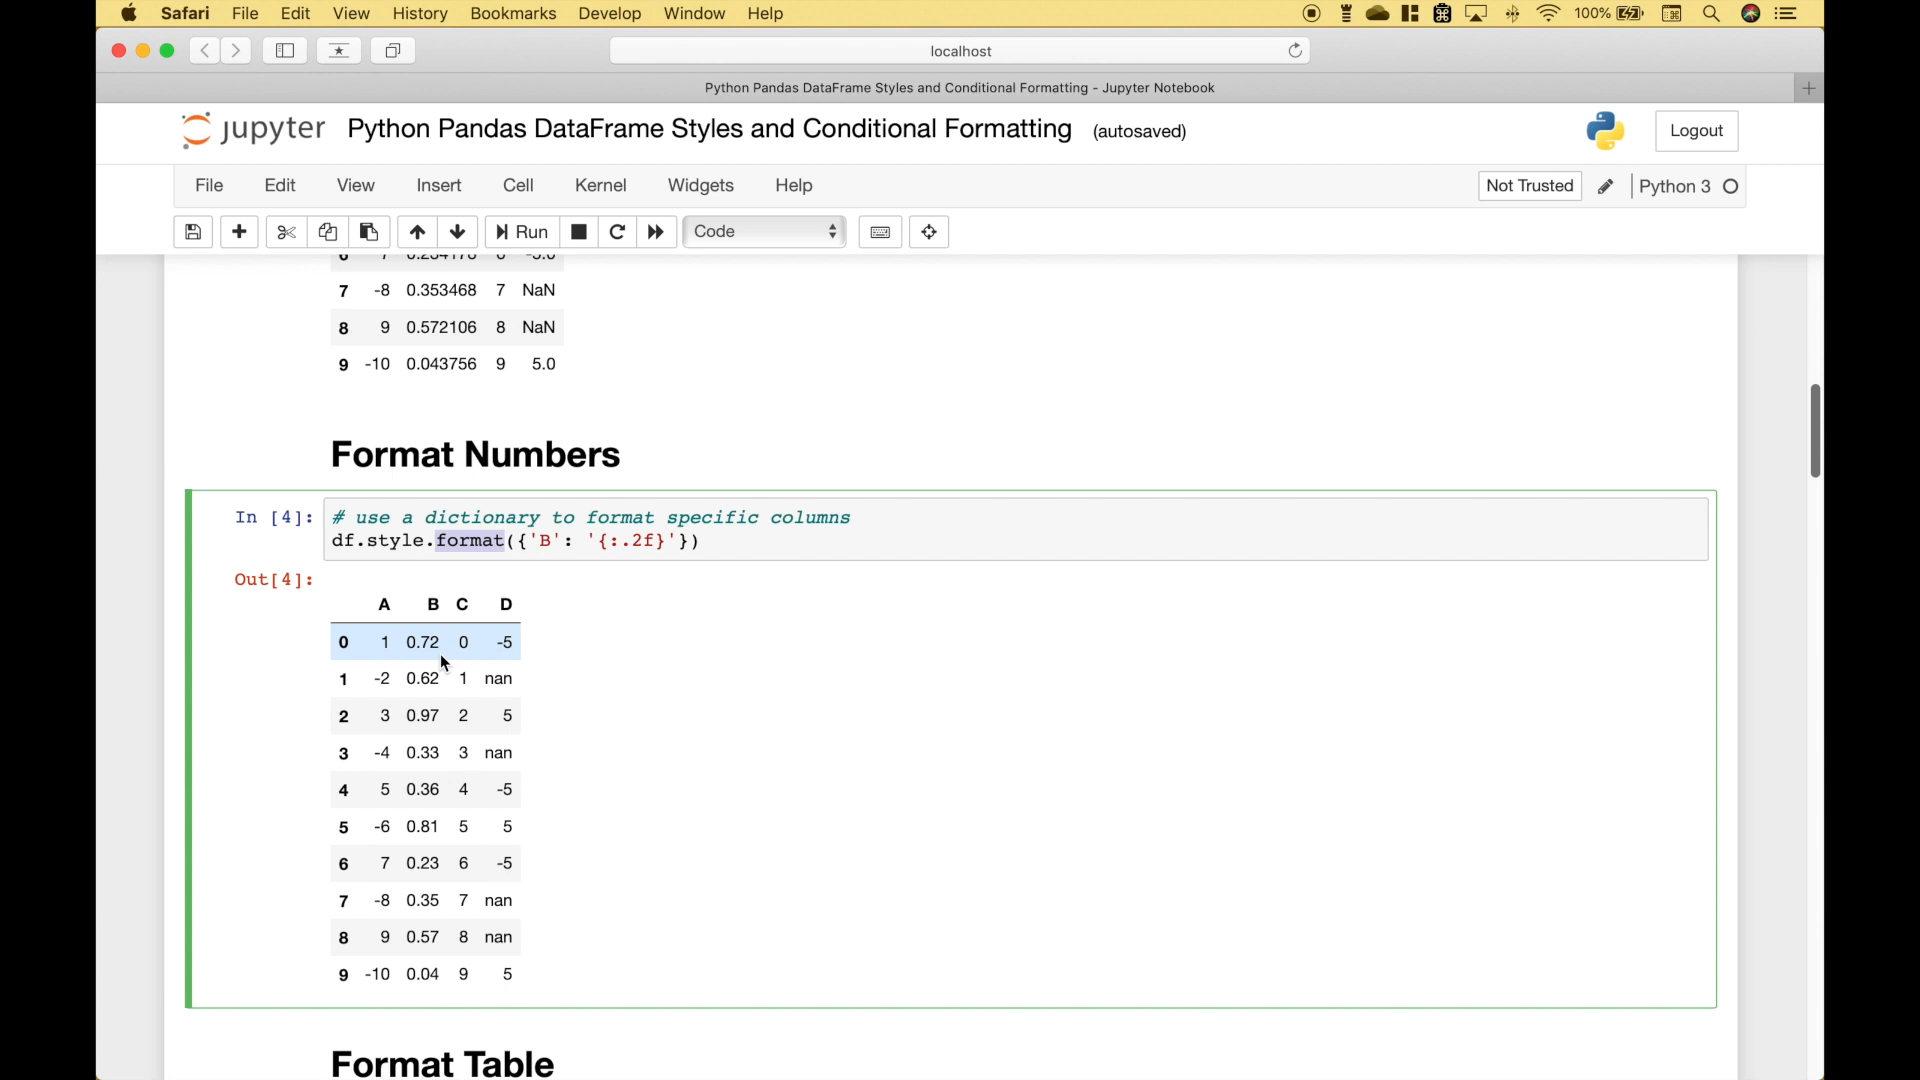 Safari File Edit View History Bookmarks Develop Window Help 100%
localhost
Python Pandas DataFrame Styles and Conditional Formatting - Jupyter Notebook
jupyter Python Pandas DataFrame Styles and Conditional Formatting (autosaved) Logout
File Edit View Insert Cell Kernel Widgets Help Not Trusted Python 3
Run Code
7 -8 0.353468 7 NaN
8 9 0.572106 8 NaN
9 -10 0.043756 9 5.0
Format Numbers
In [4]: # use a dictionary to format specific columns
df.style.format({'B': '{:.2f}'})
Out[4]:
A B C D
0 1 0.72 0 -5
1 -2 0.62 1 nan
2 3 0.97 2 5
3 -4 0.33 3 nan
4 5 0.36 4 -5
5 -6 0.81 5 5
6 7 0.23 6 -5
7 -8 0.35 7 nan
8 9 0.57 8 nan
9 -10 0.04 9 5
Format Table